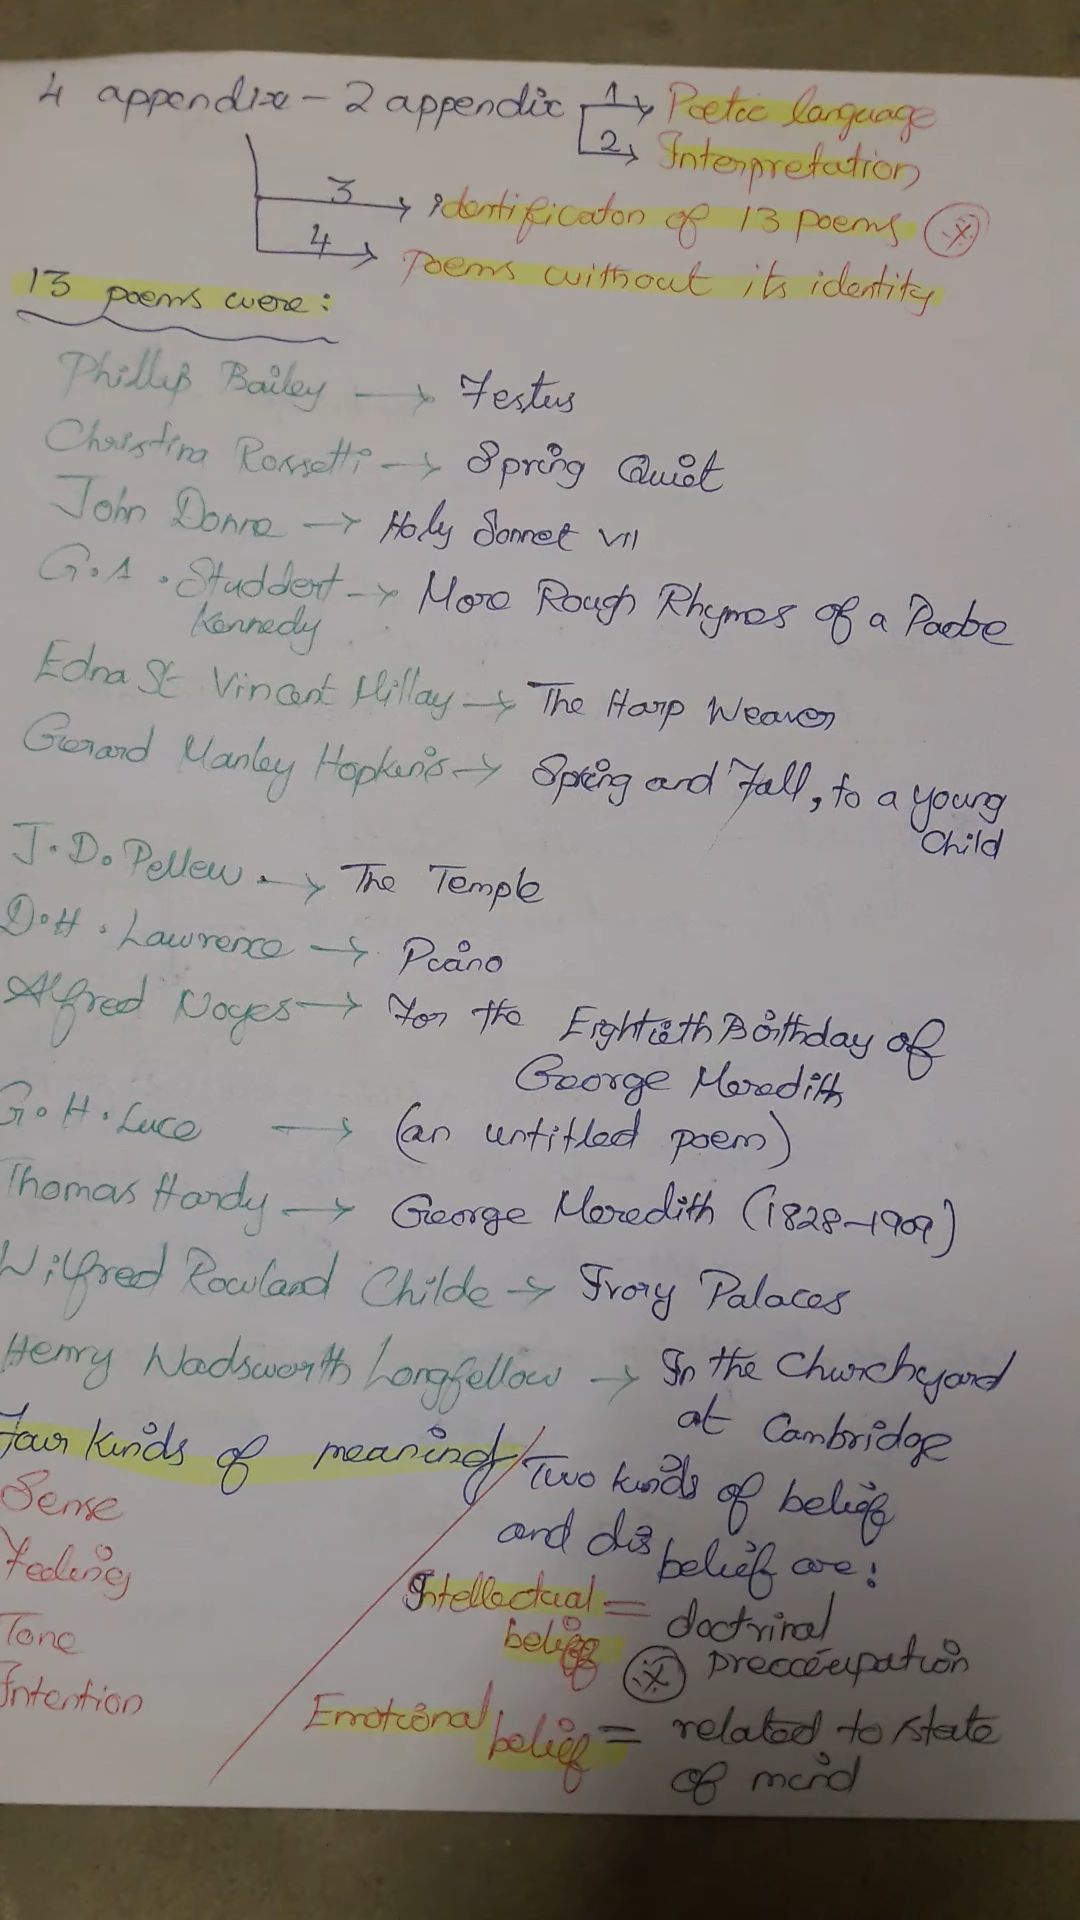 4 appendix - 2 appendix 1 → Poetic language
2 → Interpretation
3 → identificaton of 13 poems
4 → Poems without its identity
13 poems were:
Phillip Bailey → Festus
Christina Rossetti → Spring Quiet
John Donne → Holy Sonnet VII
G.A. Studdert Kennedy → More Rough Rhymes of a Padre
Edna St Vincent Millay → The Harp Weaver
Gerard Manley Hopkins → Spring and Fall, to a young
Child
J.D. Pellew. → The Temple
D.H. Lawrence → Piano
Alfred Noyes → For the Eightieth Birthday of
George Meredith
G.H. Luce → (an untitled poem)
Thomas Hardy → George Meredith (1828-1909)
Wilfred Rowland Childe → Ivory Palaces
Henry Wadsworth Longfellow → In the Churchyard
at Cambridge
Four kinds of meaning
Sense
Feeling
Tone
Intention
Two kinds of belief
and dis belief are:
Intellectual belief = doctrinal
preoccupation
Emotional belief = related to state
of mind